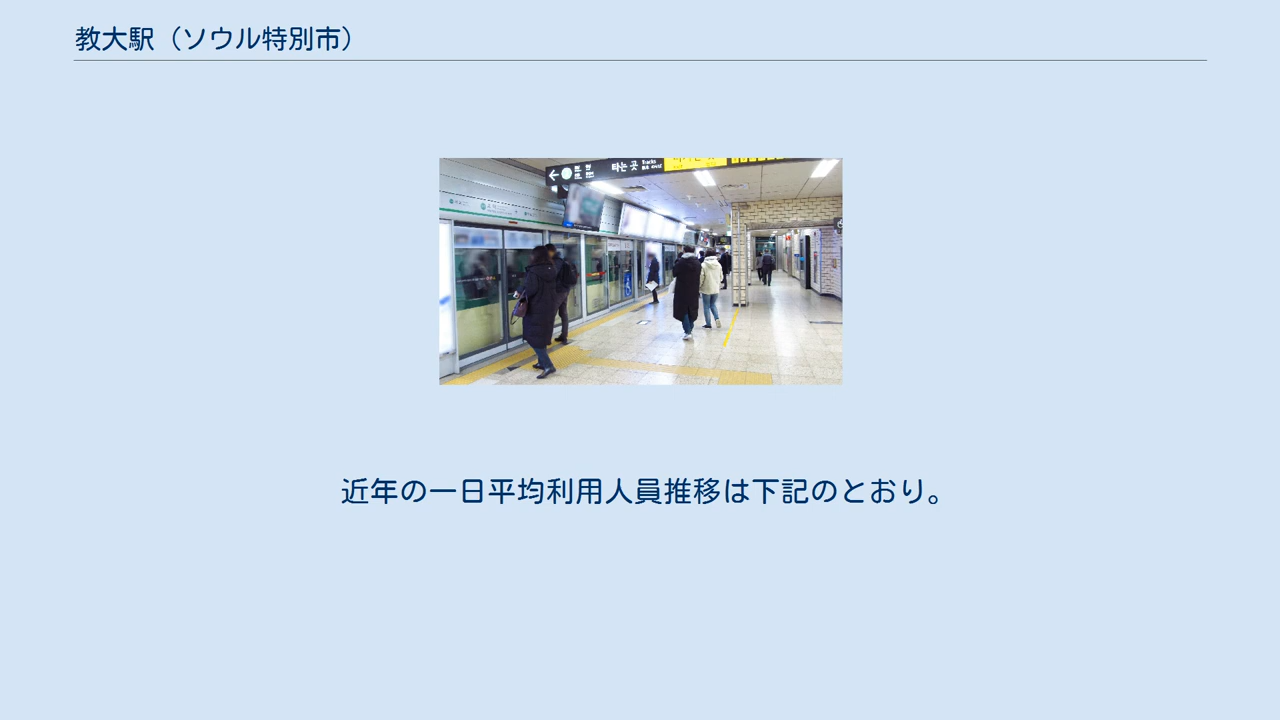 教大駅（ソウル特別市）
타는 곳 Tracks
近年の一日平均利用人員推移は下記のとおり。